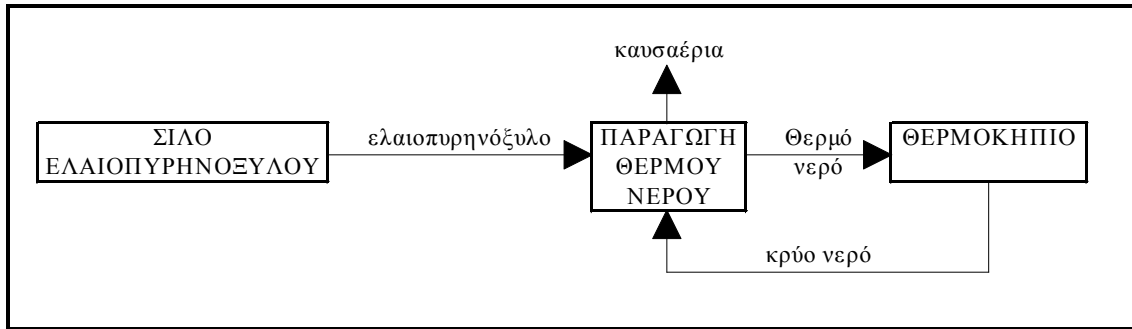 καυσαέρια
ΣΙΛΟ
ΕΛΑΙΟΠΥΡΗΝΟΞΥΛΟΥ
ελαιοπυρηνόξυλο
ΠΑΡΑΓΩΓΗ
ΘΕΡΜΟΥ
ΝΕΡΟΥ
Θερμό
νερό
ΘΕΡΜΟΚΗΠΙΟ
κρύο νερό